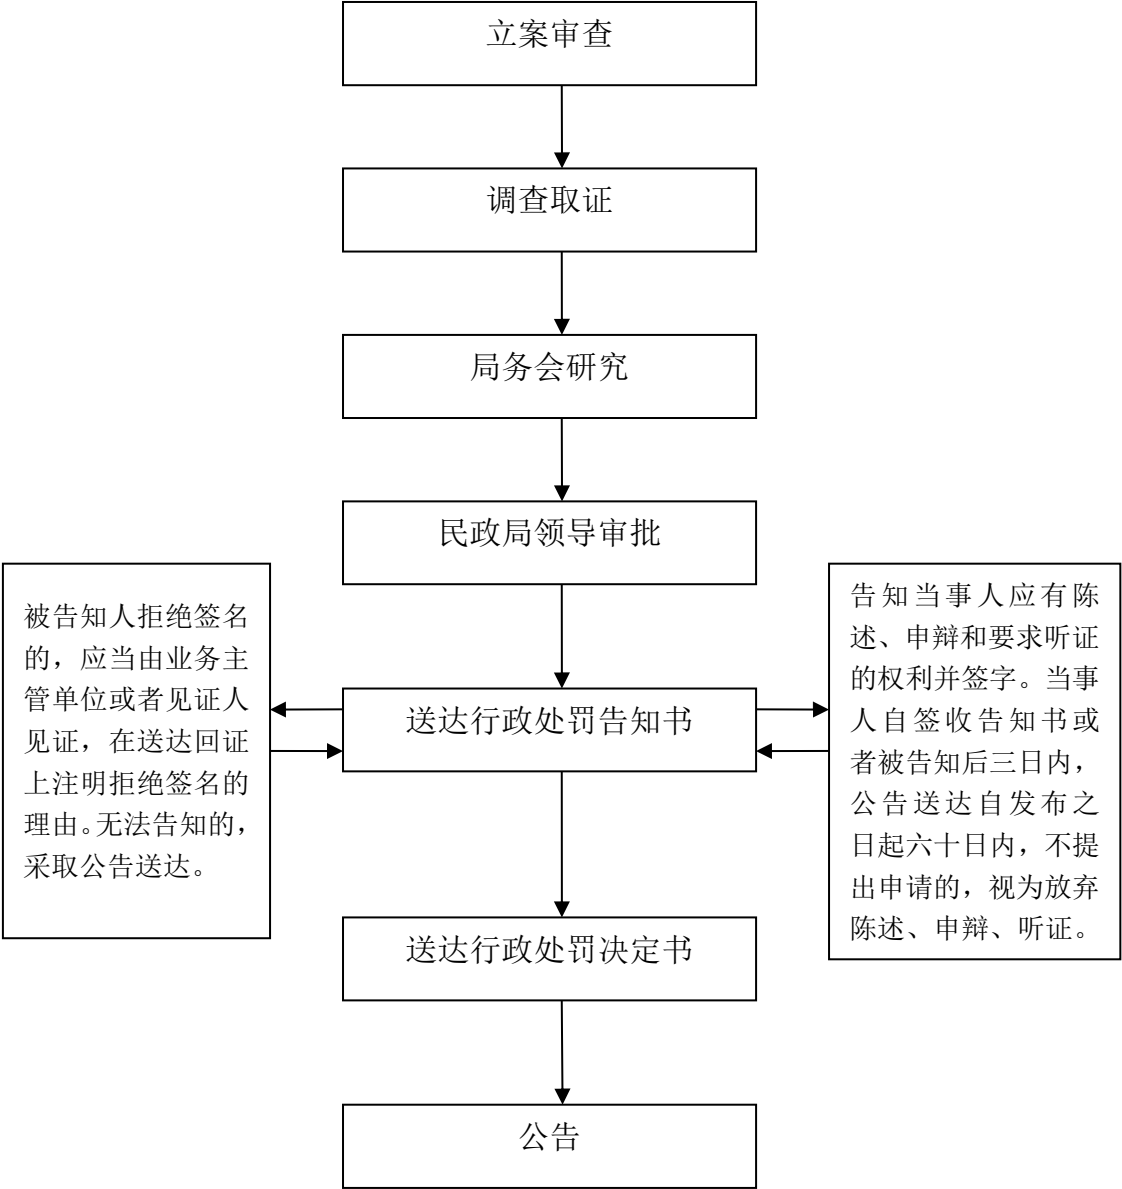 立案审查
调查取证
局务会研究
民政局领导审批
被告知人拒绝签名
的，应当由业务主
管单位或者见证人
见证，在送达回证
上注明拒绝签名的
理由。无法告知的，
采取公告送达。
送达行政处罚告知书
告知当事人应有陈
述、申辩和要求听证
的权利并签字。当事
人自签收告知书或
者被告知后三日内，
公告送达自发布之
日起六十日内，不提
出申请的，视为放弃
陈述、申辩、听证。
送达行政处罚决定书
公告